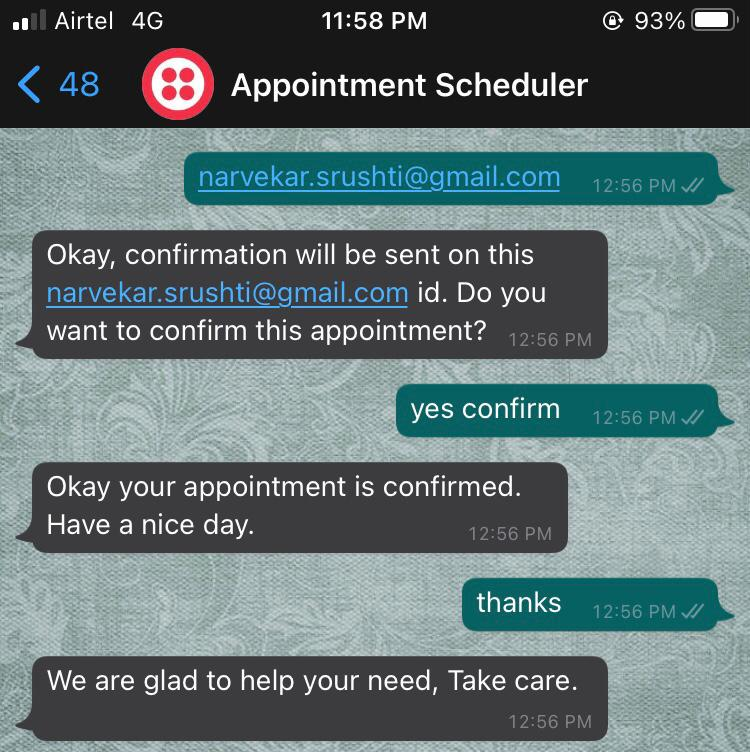 Airtel 4G 11:58 PM 93%
48 Appointment Scheduler
narvekar.srushti@gmail.com 12:56 PM
Okay, confirmation will be sent on this
narvekar.srushti@gmail.com id. Do you
want to confirm this appointment? 12:56 PM
yes confirm 12:56 PM
Okay your appointment is confirmed.
Have a nice day. 12:56 PM
thanks 12:56 PM
We are glad to help your need, Take care.
12:56 PM